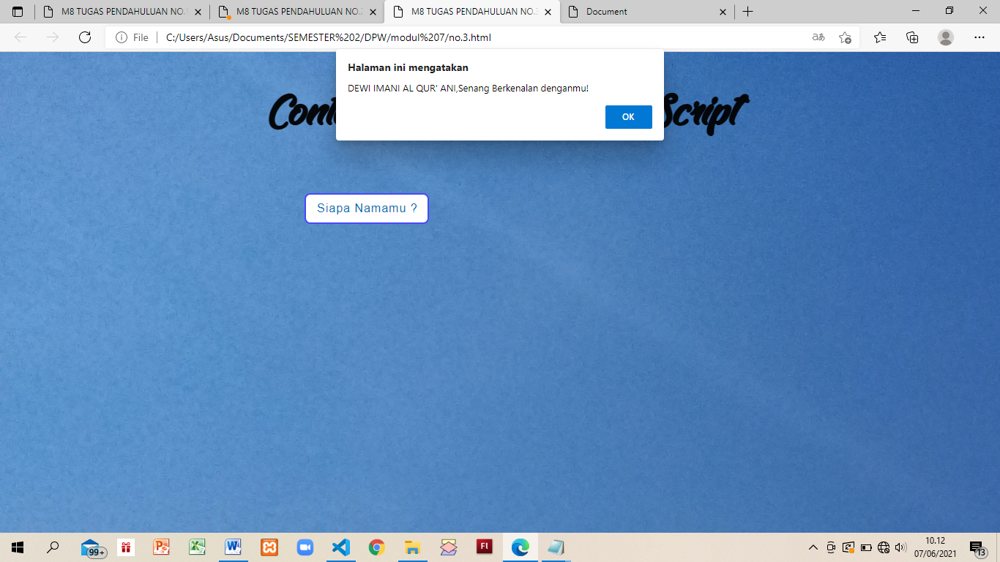 M8 TUGAS PENDAHULUAN NO.1
M8 TUGAS PENDAHULUAN NO.2
M8 TUGAS PENDAHULUAN NO.3
Document
File
C:/Users/Asus/Documents/SEMESTER%202/DPW/modul%207/no.3.html
aあ
Halaman ini mengatakan
DEWI IMANI AL QUR' ANI,Senang Berkenalan denganmu!
OK
Script
Siapa Namamu ?
99+
Fl
10.12
07/06/2021
13